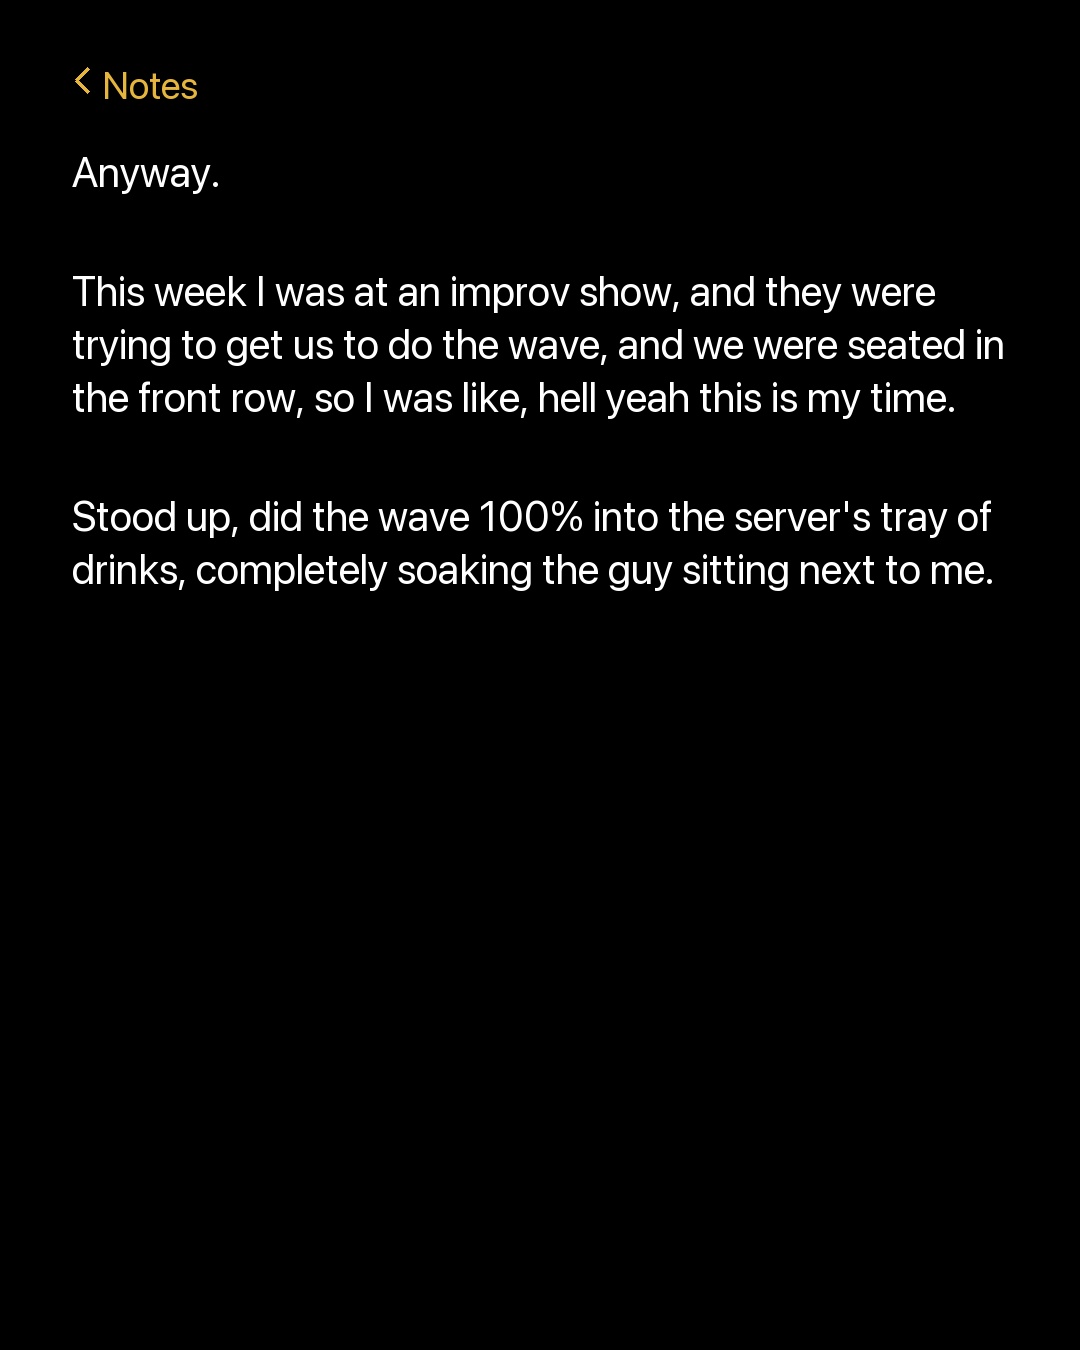 Notes
Anyway.
This week I was at an improv show, and they were
trying to get us to do the wave, and we were seated in
the front row, so I was like, hell yeah this is my time.
Stood up, did the wave 100% into the server's tray of
drinks, completely soaking the guy sitting next to me.